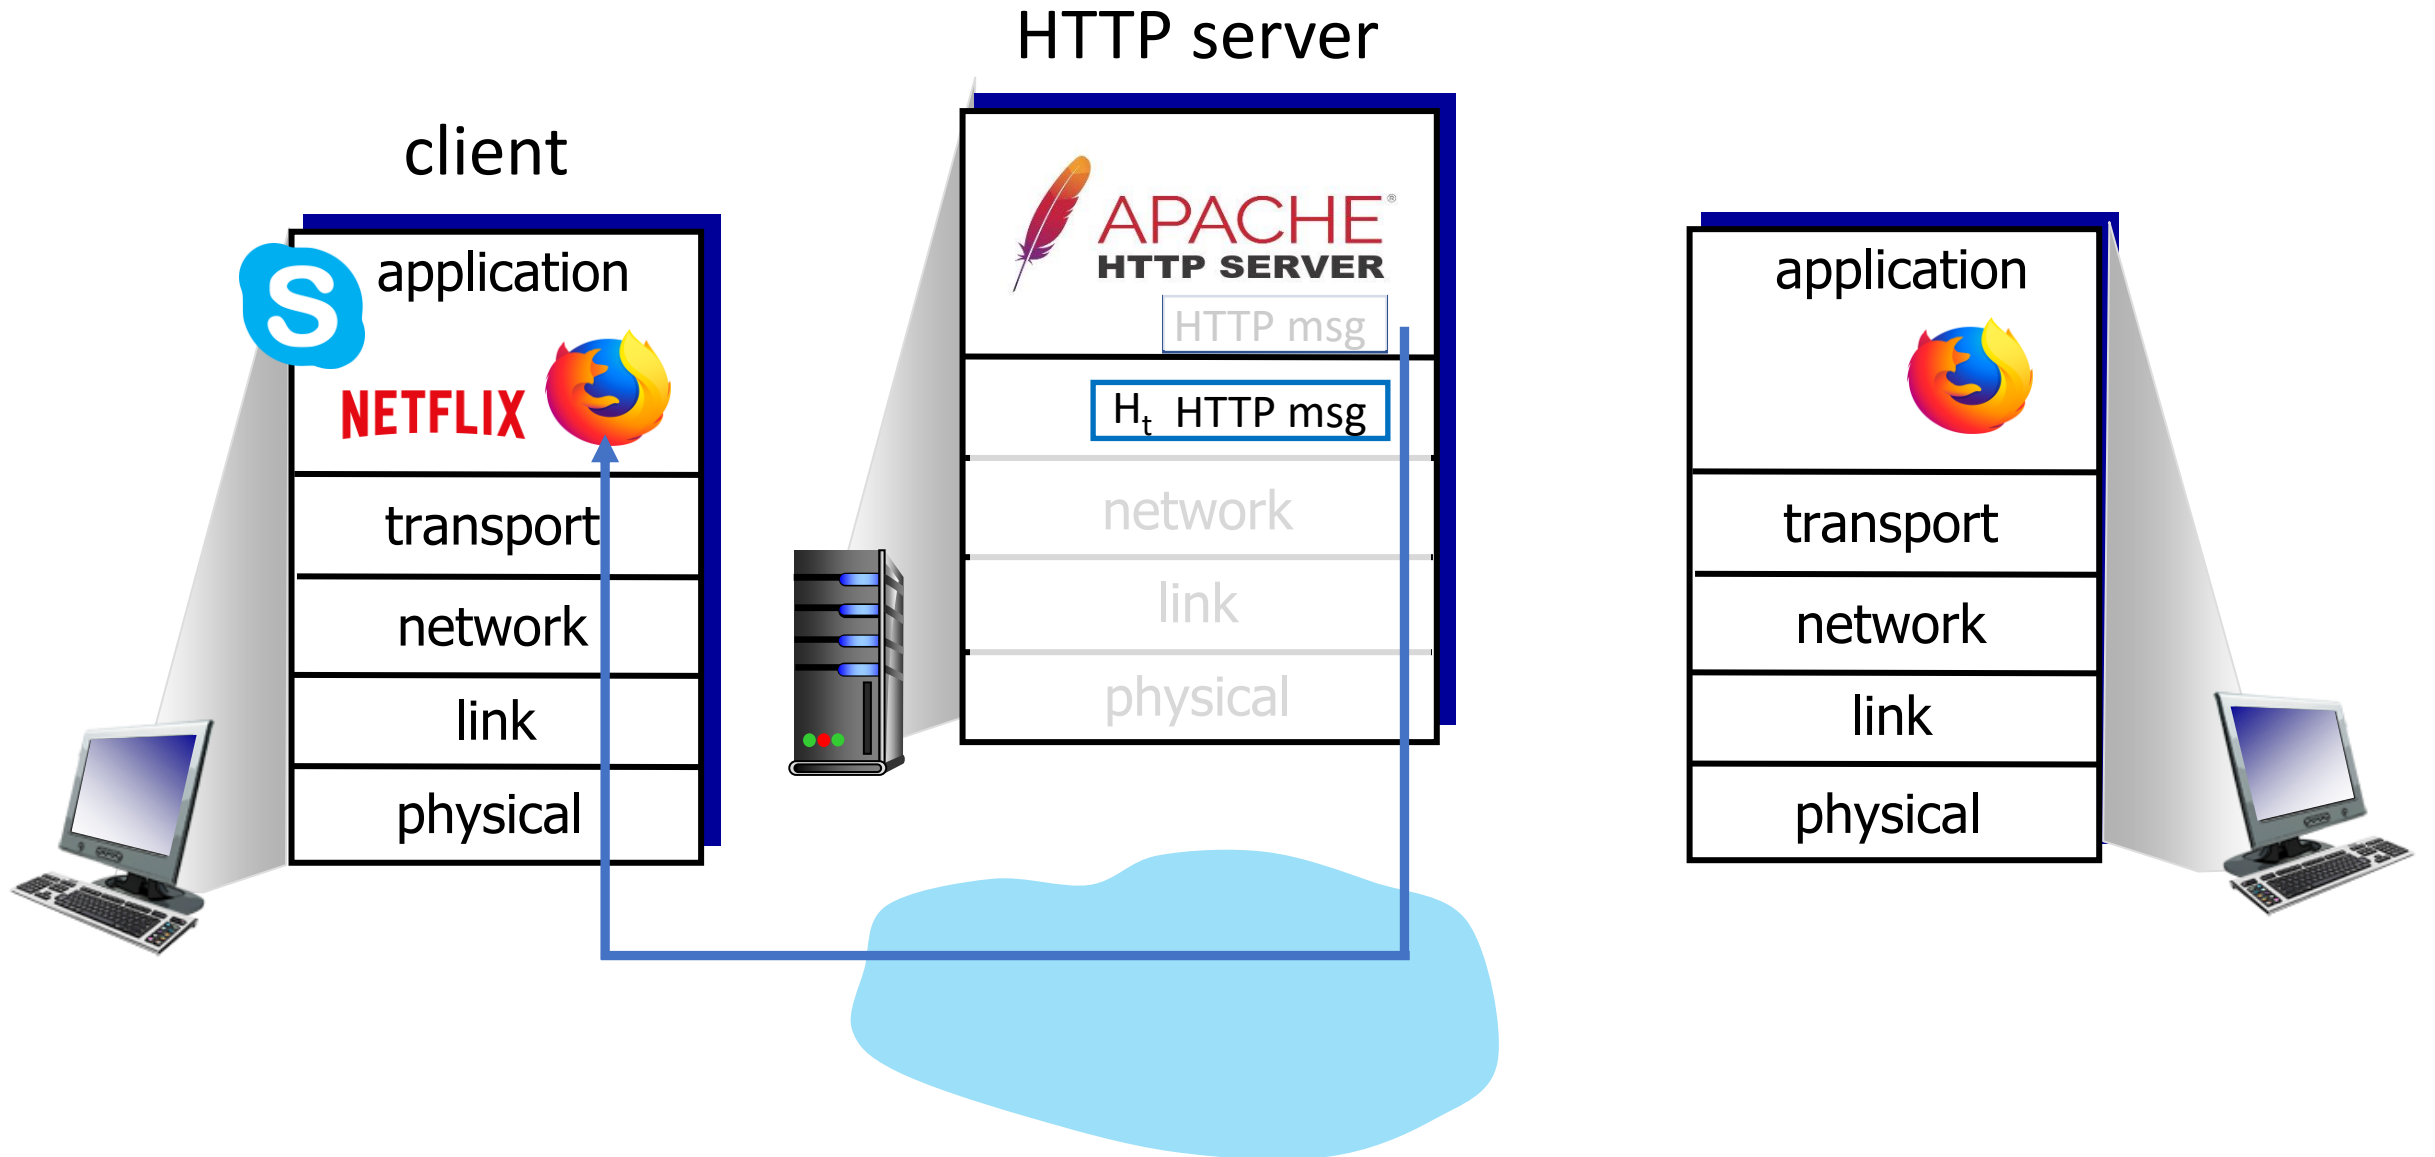 HTTP server
client
APACHE®
HTTP SERVER
HTTP msg
S
application
NETFLIX
transport
network
link
physical
Ht HTTP msg
network
link
physical
application
transport
network
link
physical